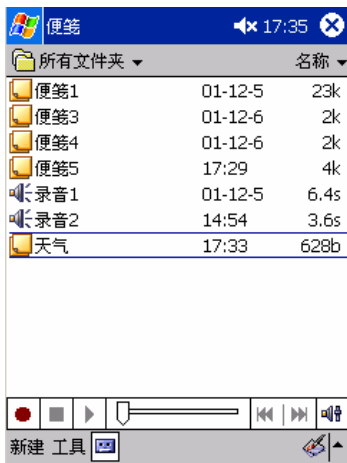 便笺 17:35
所有文件夹 名称
便笺1 01-12-5 23k
便笺3 01-12-6 2k
便笺4 01-12-6 2k
便笺5 17:29 4k
录音1 01-12-5 6.4s
录音2 14:54 3.6s
天气 17:33 628b
新建 工具